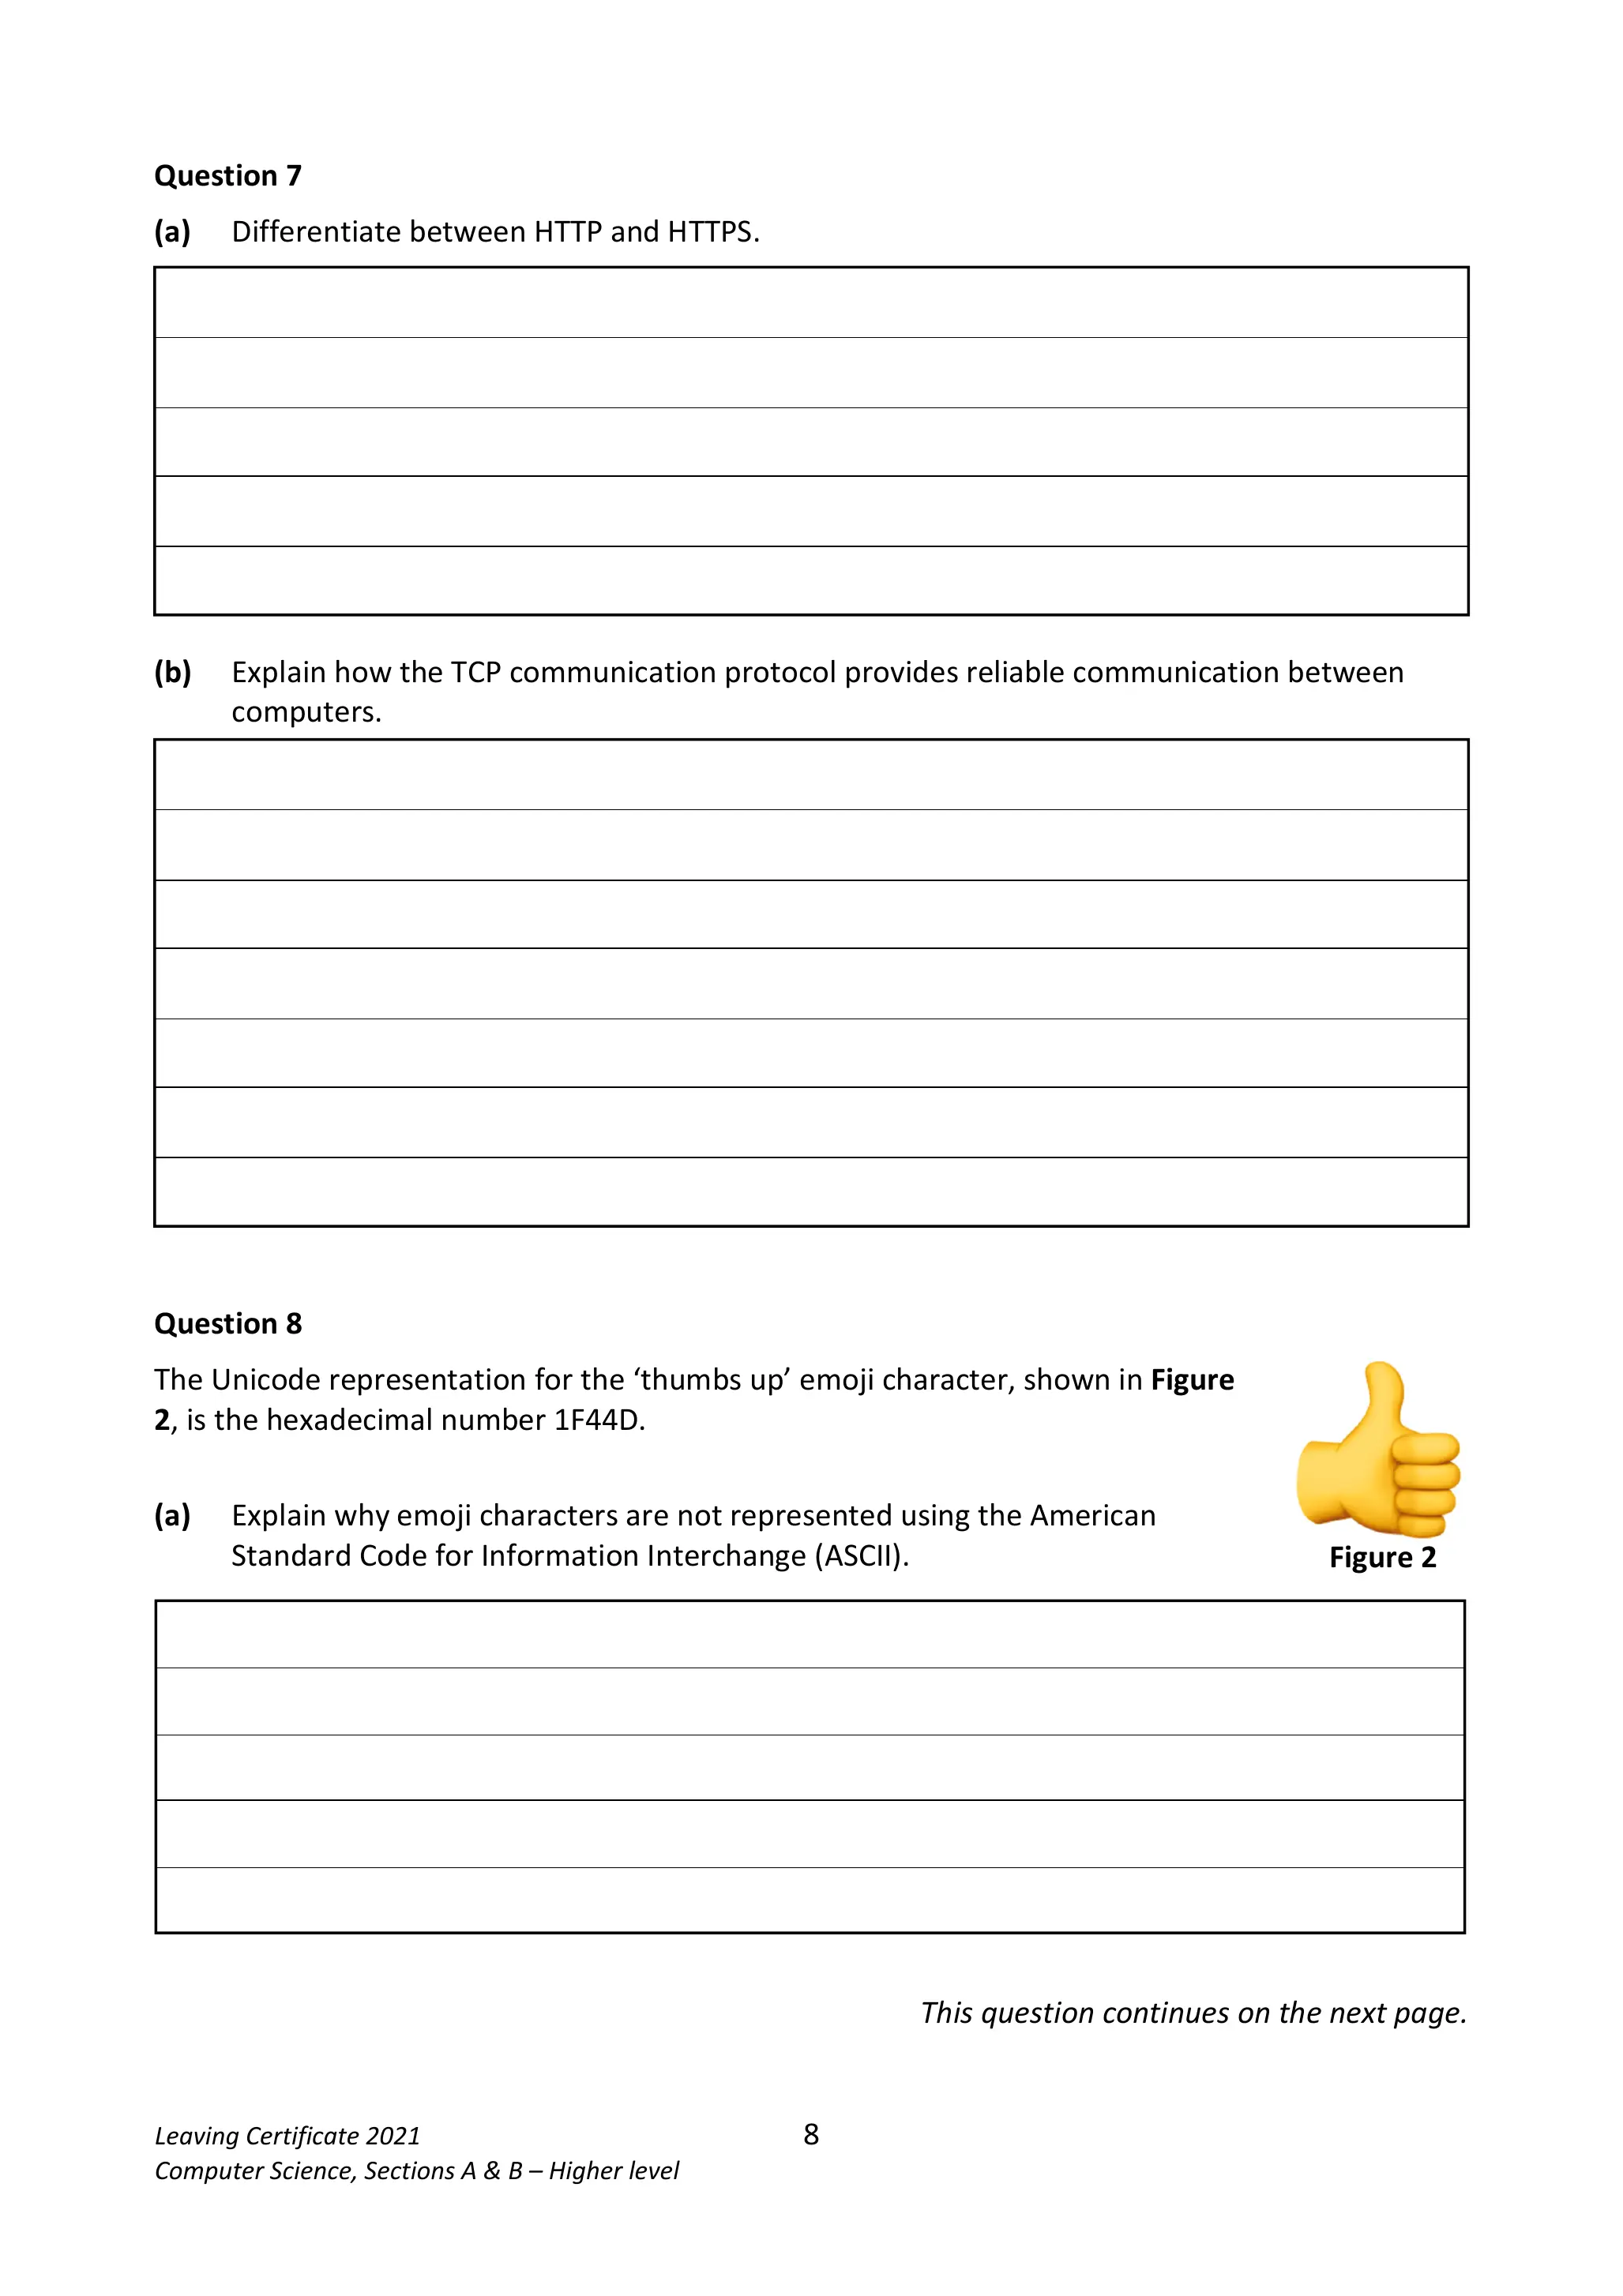 Question 7
(a) Differentiate between HTTP and HTTPS.
(b) Explain how the TCP communication protocol provides reliable communication between
computers.
Question 8
The Unicode representation for the ‘thumbs up’ emoji character, shown in Figure
2, is the hexadecimal number 1F44D.
(a) Explain why emoji characters are not represented using the American
Standard Code for Information Interchange (ASCII).
Figure 2
This question continues on the next page.
Leaving Certificate 2021
8
Computer Science, Sections A & B – Higher level